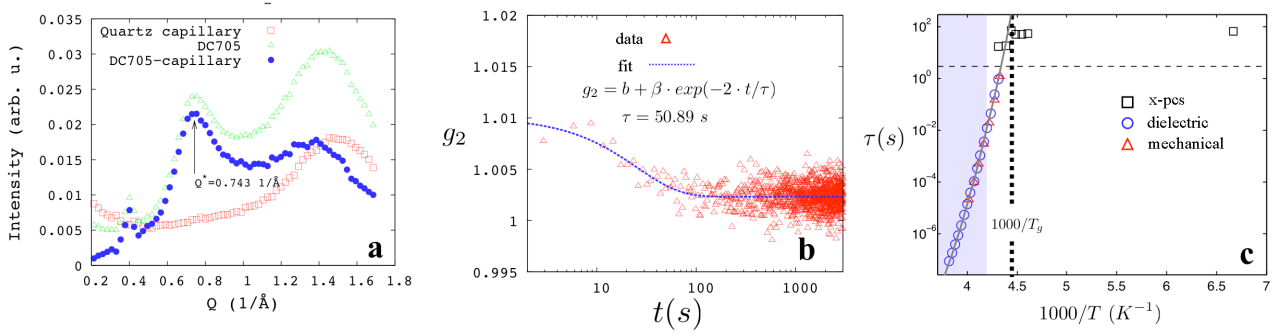 Quartz capillary
DC705
DC705-capillary
Intensity (arb. u.)
0.035
0.03
0.025
0.02
0.015
0.01
0.005
0
0.2 0.4 0.6 0.8 1 1.2 1.4 1.6 1.8
Q (1/Å)
Q*=0.743 1/Å
a
g₂
1.02
1.01
1.005
1
0.995
data
fit
g₂ = b + β · exp(−2 · t/τ)
τ = 50.89 s
10 100 1000
t(s)
b
τ(s)
10²
10⁰
10⁻²
10⁻⁴
10⁻⁶
x-pcs
dielectric
mechanical
1000/Tg
4 4.5 5 5.5 6 6.5 7
1000/T (K⁻¹)
c